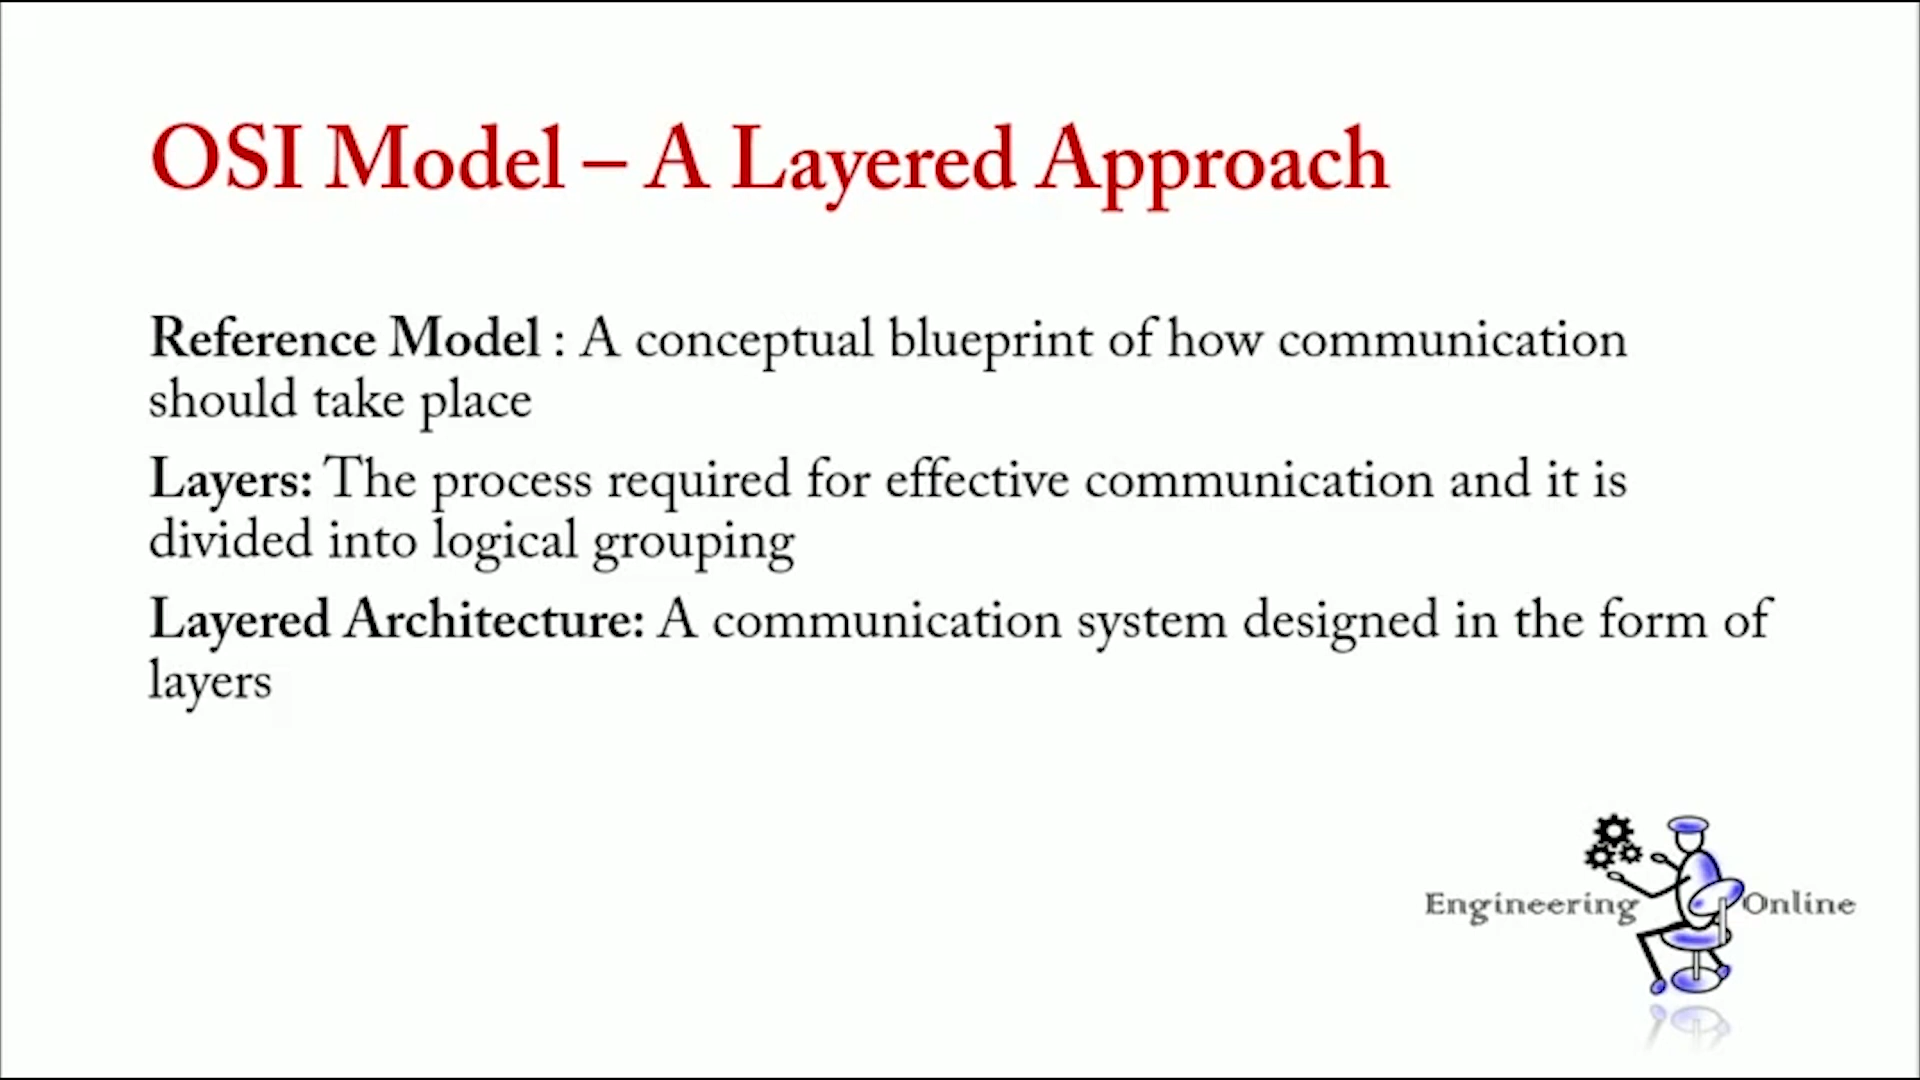 OSI Model – A Layered Approach
Reference Model : A conceptual blueprint of how communication
should take place
Layers: The process required for effective communication and it is
divided into logical grouping
Layered Architecture: A communication system designed in the form of
layers
Engineering Online